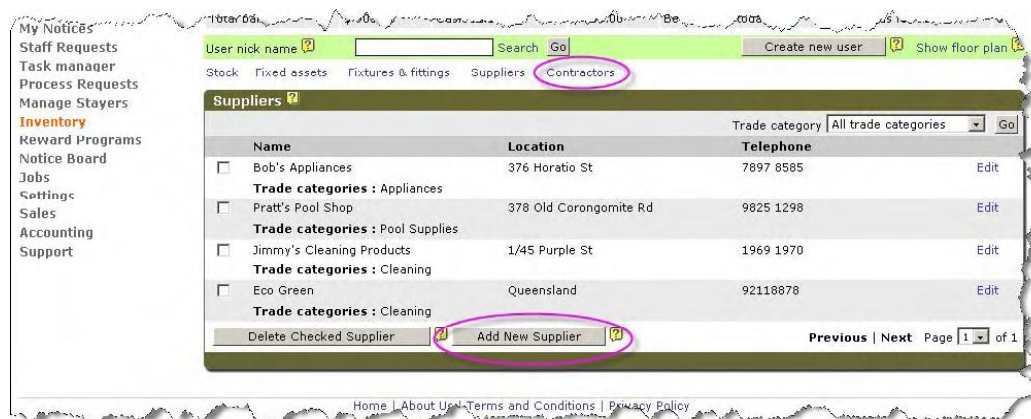 My Notices
Staff Requests
Task manager
Process Requests
Manage Stayers
Inventory
Reward Programs
Notice Board
Jobs
Settings
Sales
Accounting
Support
User nick name ? Search Go Create new user ? Show floor plan ?
Stock Fixed assets Fixtures & fittings Suppliers Contractors
Suppliers ?
Trade category All trade categories Go
Name Location Telephone
Bob's Appliances 376 Horatio St 7897 8585 Edit
Trade categories : Appliances
Pratt's Pool Shop 378 Old Corongomite Rd 9825 1298 Edit
Trade categories : Pool Supplies
Jimmy's Cleaning Products 1/45 Purple St 1969 1970 Edit
Trade categories : Cleaning
Eco Green Queensland 92118878 Edit
Trade categories : Cleaning
Delete Checked Supplier ? Add New Supplier ? Previous | Next Page 1 of 1
Home | About Us | Terms and Conditions | Privacy Policy